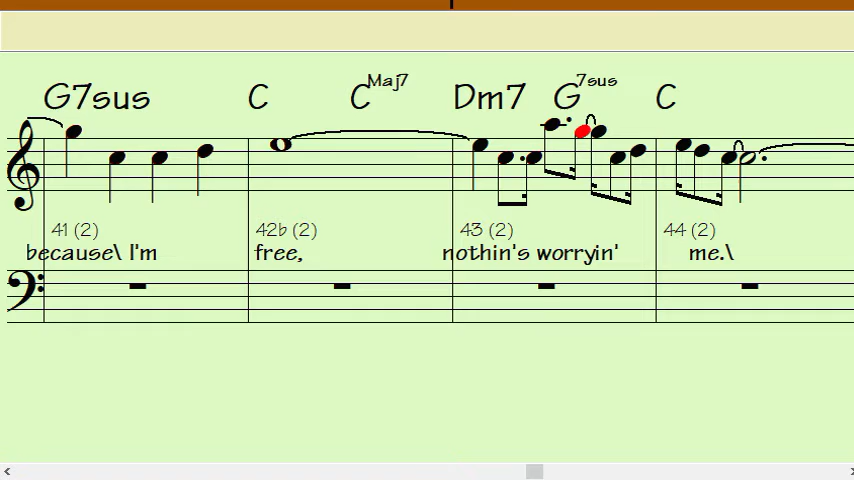 G7sus C CMaj7 Dm7 G7sus C
41 (2) 42b (2) 43 (2) 44 (2)
because\ I'm free, nothin's worryin' me.\